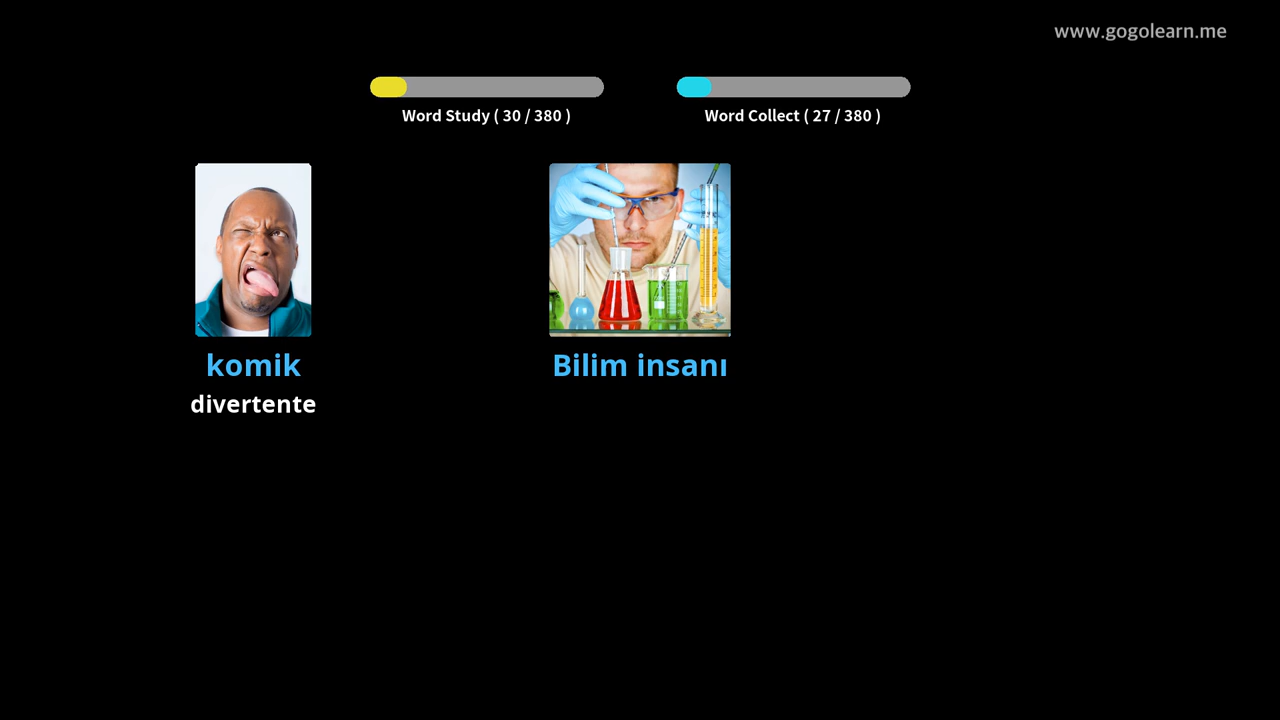 www.gogolearn.me
Word Study ( 30 / 380 )
Word Collect ( 27 / 380 )
komik
divertente
Bilim insanı